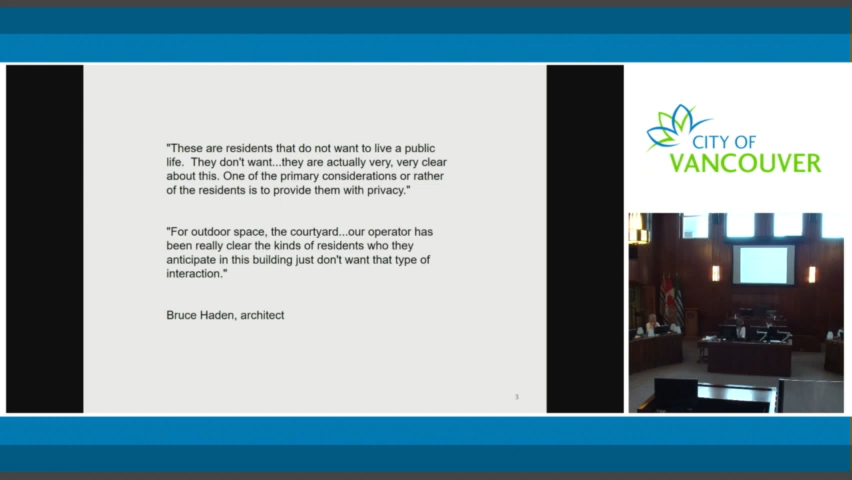 "These are residents that do not want to live a public
life. They don't want...they are actually very, very clear
about this. One of the primary considerations or rather
of the residents is to provide them with privacy."
"For outdoor space, the courtyard...our operator has
been really clear the kinds of residents who they
anticipate in this building just don't want that type of
interaction."
Bruce Haden, architect
3
CITY OF
VANCOUVER